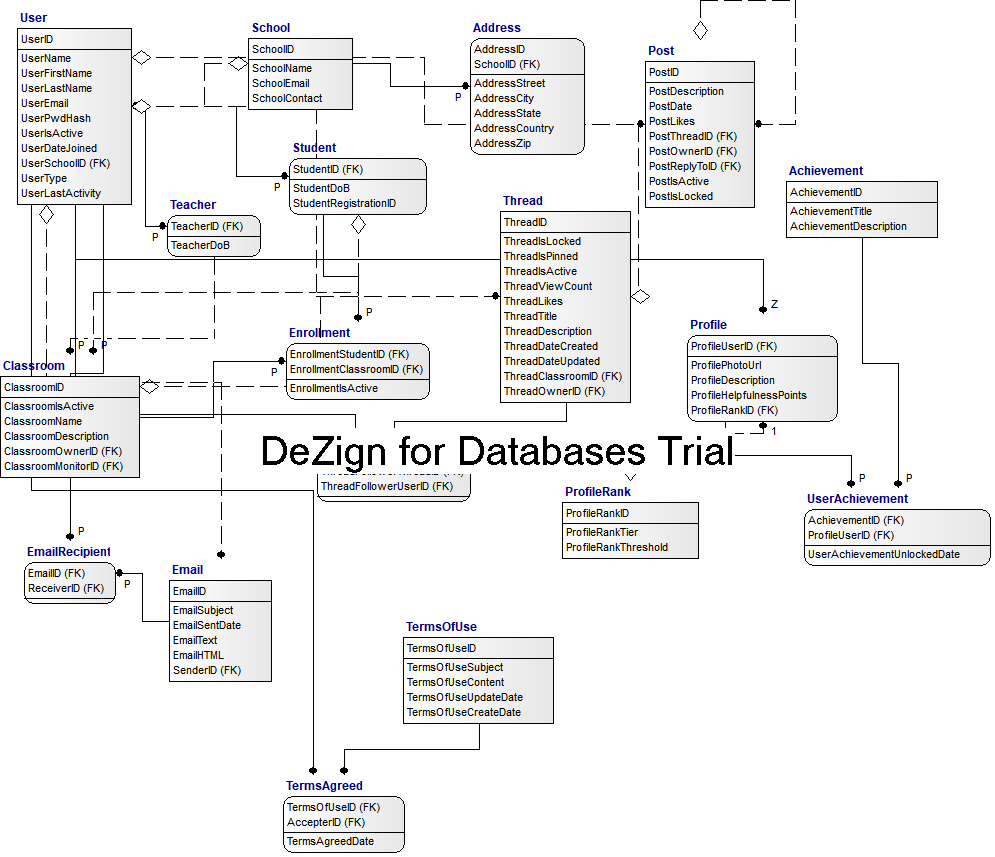 User
UserID
UserName
UserFirstName
UserLastName
UserEmail
UserPwdHash
UserIsActive
UserDateJoined
UserSchoolID (FK)
UserType
UserLastActivity
School
SchoolID
SchoolName
SchoolEmail
SchoolContact
Address
AddressID
SchoolID (FK)
AddressStreet
AddressCity
AddressState
AddressCountry
AddressZip
P
Post
PostID
PostDescription
PostDate
PostLikes
PostThreadID (FK)
PostOwnerID (FK)
PostReplyToID (FK)
PostIsActive
PostIsLocked
Student
StudentID (FK)
StudentDoB
StudentRegistrationID
P
Teacher
TeacherID (FK)
TeacherDoB
P
Thread
ThreadID
ThreadIsLocked
ThreadIsPinned
ThreadIsActive
ThreadViewCount
ThreadLikes
ThreadTitle
ThreadDescription
ThreadDateCreated
ThreadDateUpdated
ThreadClassroomID (FK)
ThreadOwnerID (FK)
Achievement
AchievementID
AchievementTitle
AchievementDescription
Z
P
Enrollment
EnrollmentStudentID (FK)
EnrollmentClassroomID (FK)
EnrollmentIsActive
P
Profile
ProfileUserID (FK)
ProfilePhotoUrl
ProfileDescription
ProfileHelpfulnessPoints
ProfileRankID (FK)
1
P
P
Classroom
ClassroomID
ClassroomIsActive
ClassroomName
ClassroomDescription
ClassroomOwnerID (FK)
ClassroomMonitorID (FK)
DeZign for Databases Trial
ThreadFollowerUserID (FK)
ProfileRank
ProfileRankID
ProfileRankTier
ProfileRankThreshold
P
P
UserAchievement
AchievementID (FK)
ProfileUserID (FK)
UserAchievementUnlockedDate
P
EmailRecipient
EmailID (FK)
ReceiverID (FK)
P
Email
EmailID
EmailSubject
EmailSentDate
EmailText
EmailHTML
SenderID (FK)
TermsOfUse
TermsOfUseID
TermsOfUseSubject
TermsOfUseContent
TermsOfUseUpdateDate
TermsOfUseCreateDate
TermsAgreed
TermsOfUseID (FK)
AccepterID (FK)
TermsAgreedDate